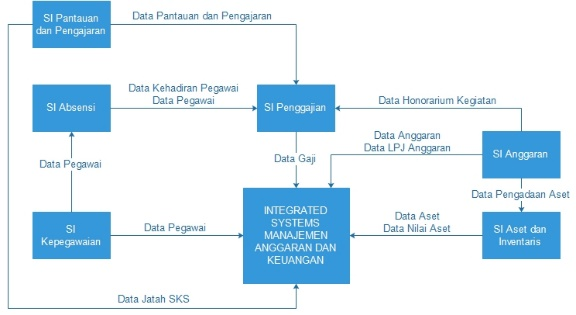 SI Pantauan
dan Pengajaran
Data Pantauan dan Pengajaran
SI Absensi
Data Kehadiran Pegawai
Data Pegawai
SI Penggajian
Data Honorarium Kegiatan
Data Anggaran
Data LPJ Anggaran
SI Anggaran
Data Pegawai
Data Gaji
Data Pengadaan Aset
SI
Kepegawaian
Data Pegawai
INTEGRATED
SYSTEMS
MANAJEMEN
ANGGARAN DAN
KEUANGAN
Data Aset
Data Nilai Aset
SI Aset dan
Inventaris
Data Jatah SKS